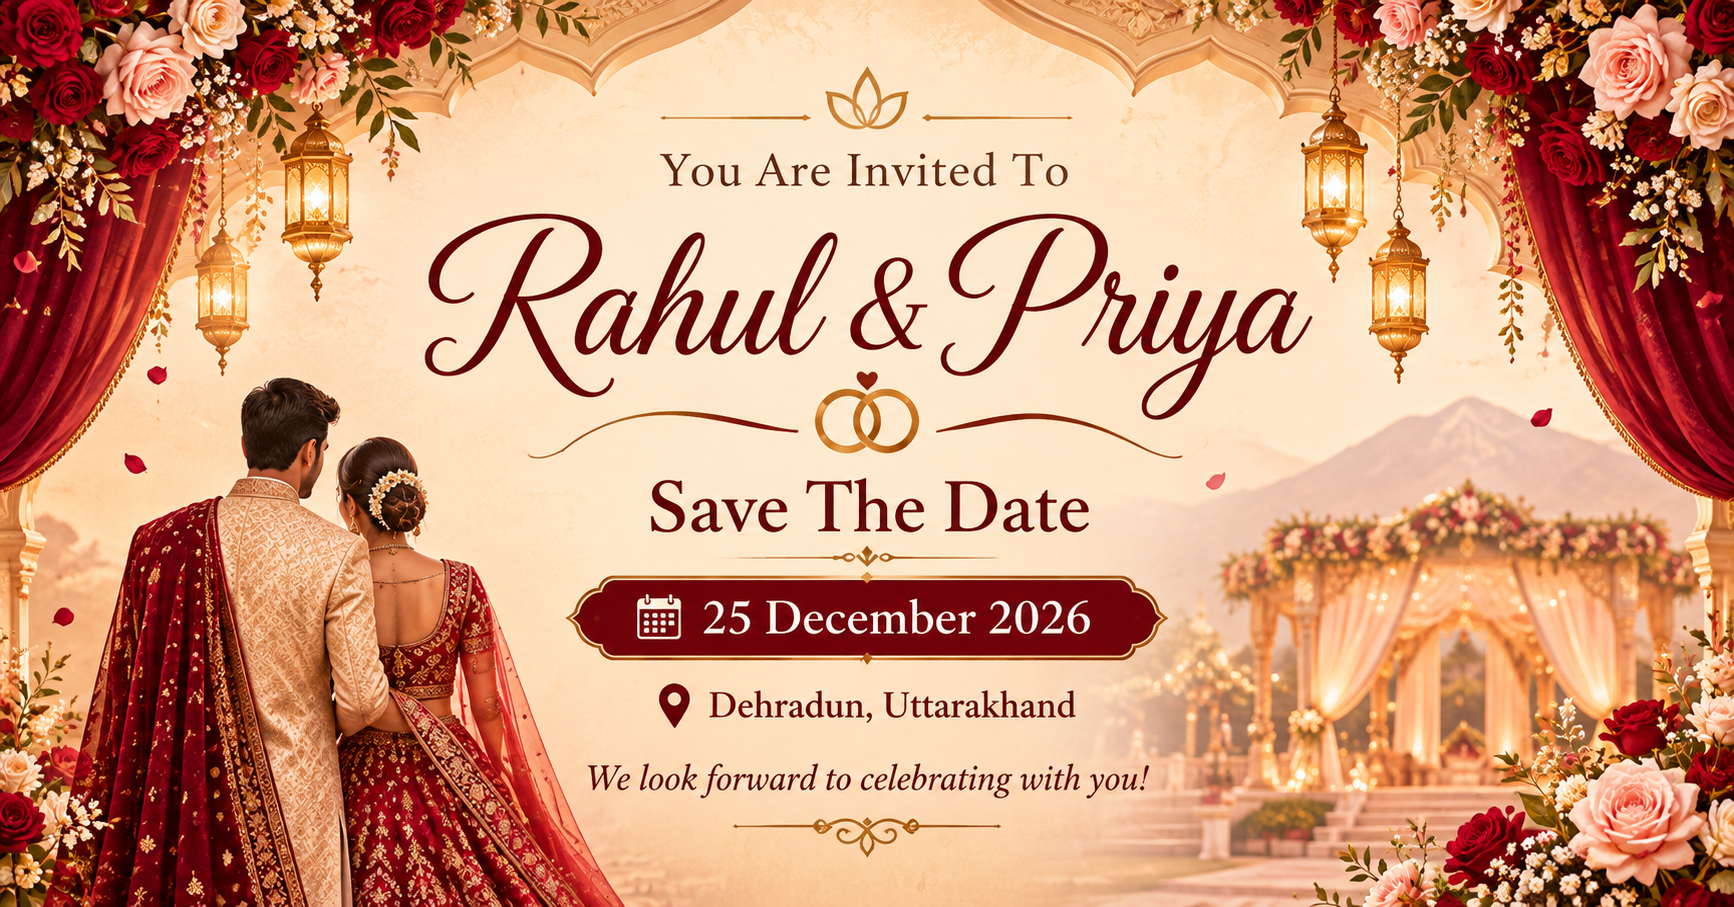 You Are Invited To
Rahul & Priya
Save The Date
25 December 2026
Dehradun, Uttarakhand
We look forward to celebrating with you!